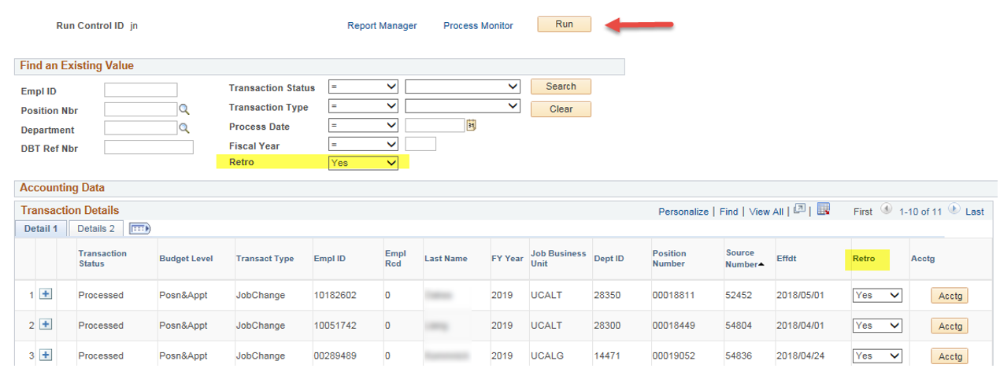 Run Control ID jn Report Manager Process Monitor Run
Find an Existing Value
Empl ID
Position Nbr
Department
DBT Ref Nbr
Transaction Status = Search
Transaction Type = Clear
Process Date = 31
Fiscal Year =
Retro Yes
Accounting Data
Transaction Details Personalize | Find | View All | | First 1-10 of 11 Last
Detail 1 Details 2
Transaction Status Budget Level Transact Type Empl ID Empl Rcd Last Name FY Year Job Business Unit Dept ID Position Number Source Number Effdt Retro Acctg
1 Processed Posn&Appt JobChange 10182602 0 2019 UCALT 28350 00018811 52452 2018/05/01 Yes Acctg
2 Processed Posn&Appt JobChange 10051742 0 2019 UCALT 28300 00018449 54804 2018/04/01 Yes Acctg
3 Processed Posn&Appt JobChange 00289489 0 2019 UCALG 14471 00019052 54836 2018/04/24 Yes Acctg